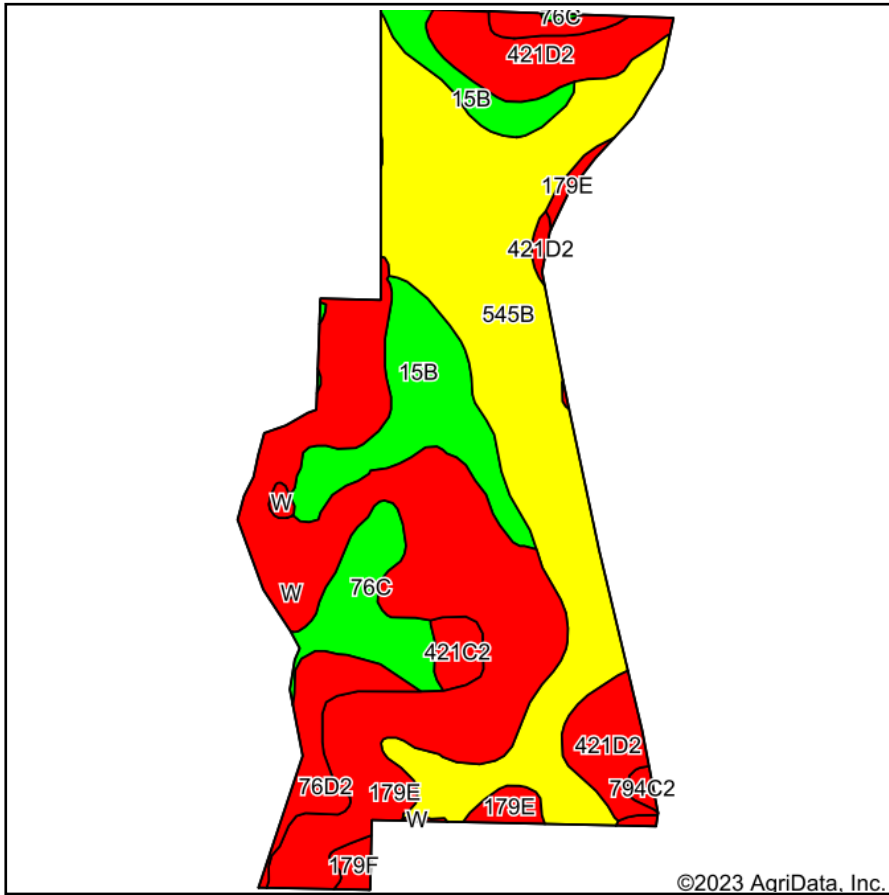 76C
421D2
15B
179E
421D2
545B
15B
W
W
76C
421C2
421D2
76D2
179E
794C2
179E
W
179F
©2023 AgriData, Inc.